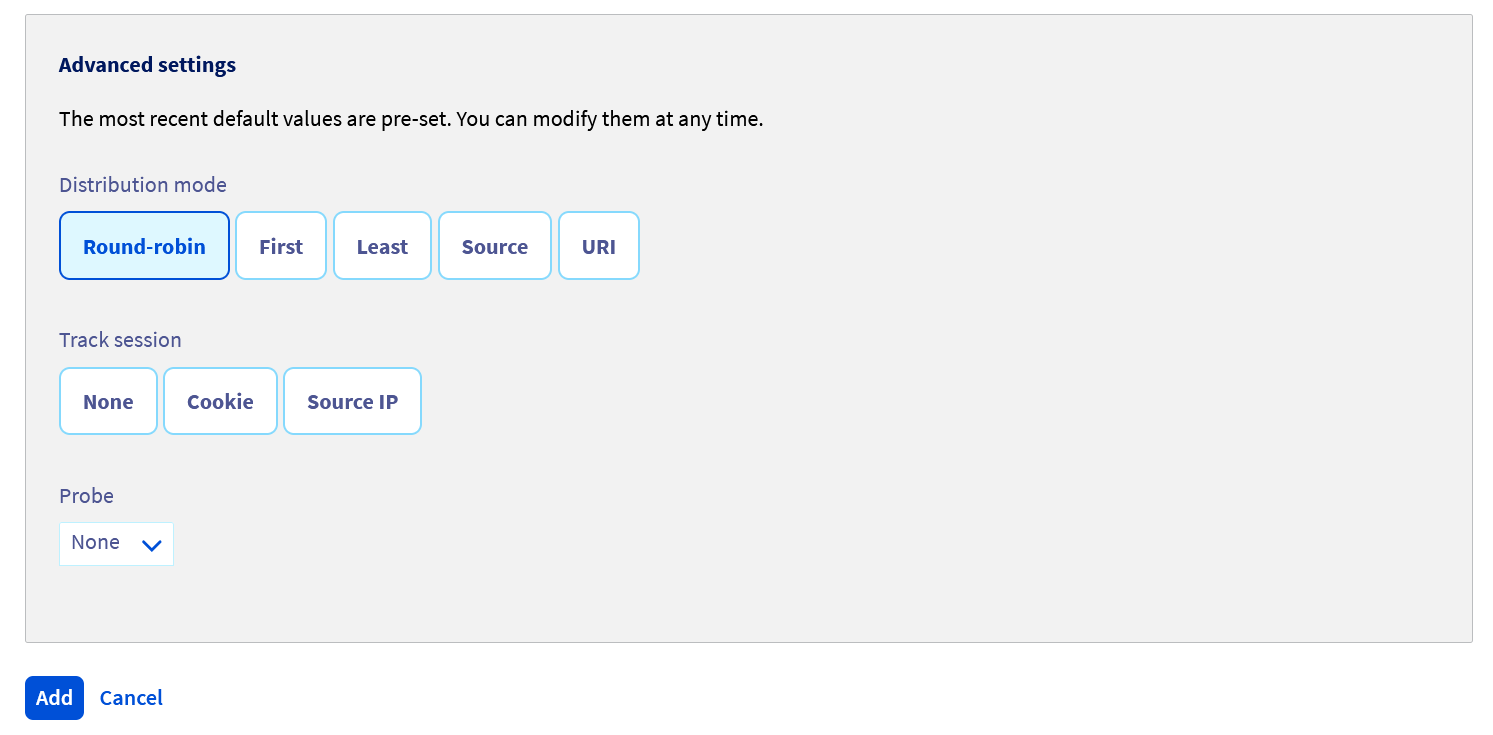 Advanced settings
The most recent default values are pre-set. You can modify them at any time.
Distribution mode
Round-robin First Least Source URI
Track session
None Cookie Source IP
Probe
None
Add Cancel